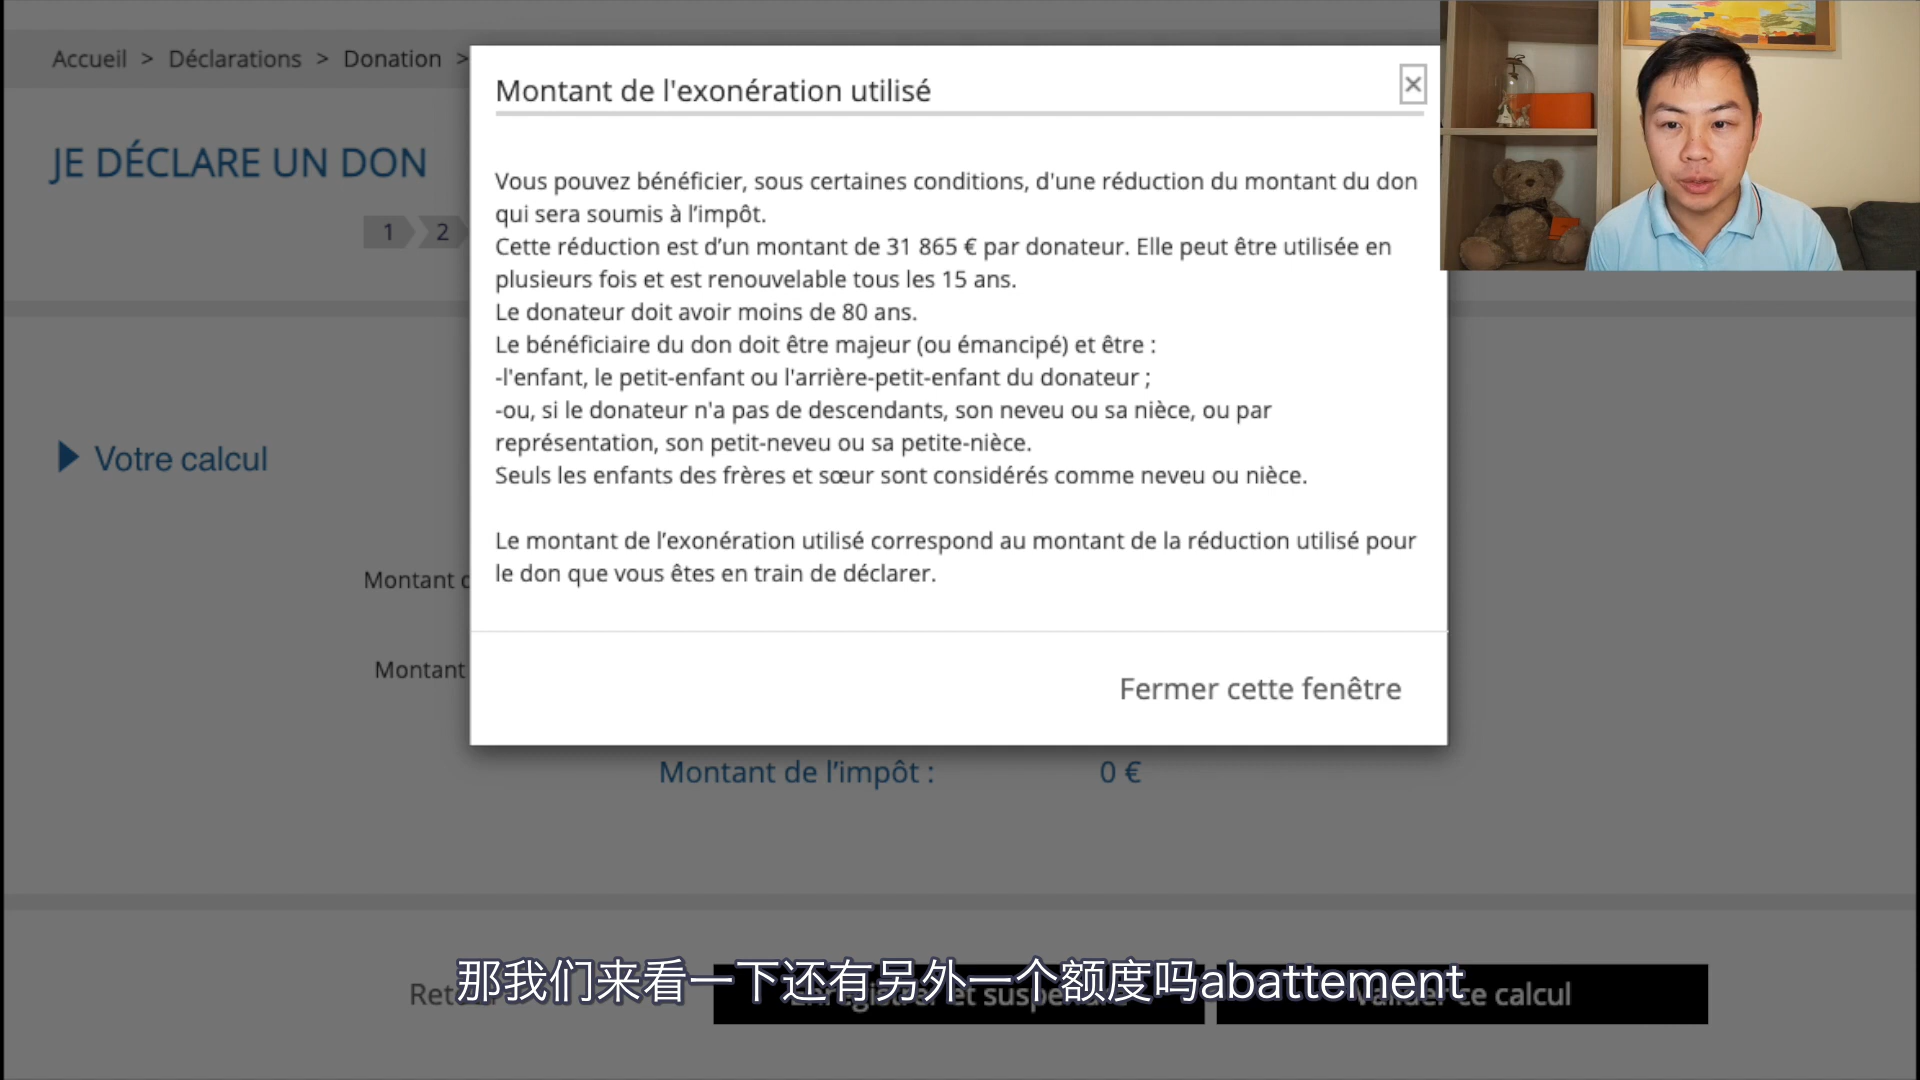 Accueil > Déclarations > Donation >
JE DÉCLARE UN DON
1 2
Votre calcul
Montant
Montant
Montant de l'exonération utilisé
Vous pouvez bénéficier, sous certaines conditions, d'une réduction du montant du don
qui sera soumis à l’impôt.
Cette réduction est d’un montant de 31 865 € par donateur. Elle peut être utilisée en
plusieurs fois et est renouvelable tous les 15 ans.
Le donateur doit avoir moins de 80 ans.
Le bénéficiaire du don doit être majeur (ou émancipé) et être :
-l'enfant, le petit-enfant ou l'arrière-petit-enfant du donateur ;
-ou, si le donateur n'a pas de descendants, son neveu ou sa nièce, ou par
représentation, son petit-neveu ou sa petite-nièce.
Seuls les enfants des frères et sœur sont considérés comme neveu ou nièce.
Le montant de l’exonération utilisé correspond au montant de la réduction utilisé pour
le don que vous êtes en train de déclarer.
Fermer cette fenêtre
Montant de l’impôt : 0 €
et ce calcul
那我们来看一下还有另外一个额度吗abattement